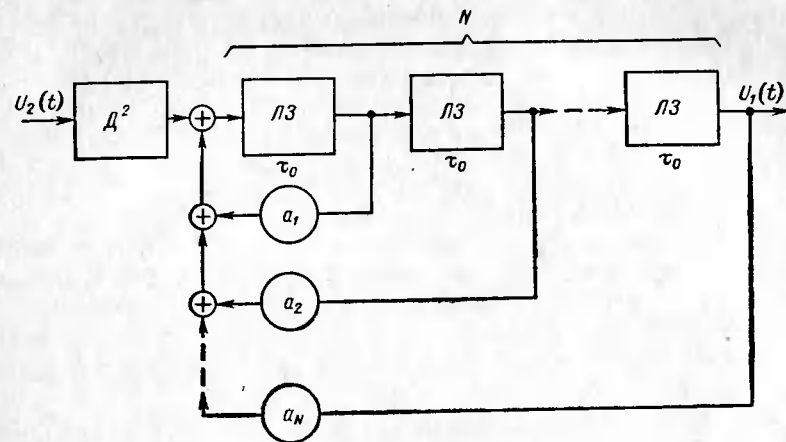 N
U₂(t)
Д²
ЛЗ
ЛЗ
ЛЗ
U₁(t)
τ₀
τ₀
τ₀
a₁
a₂
a_N